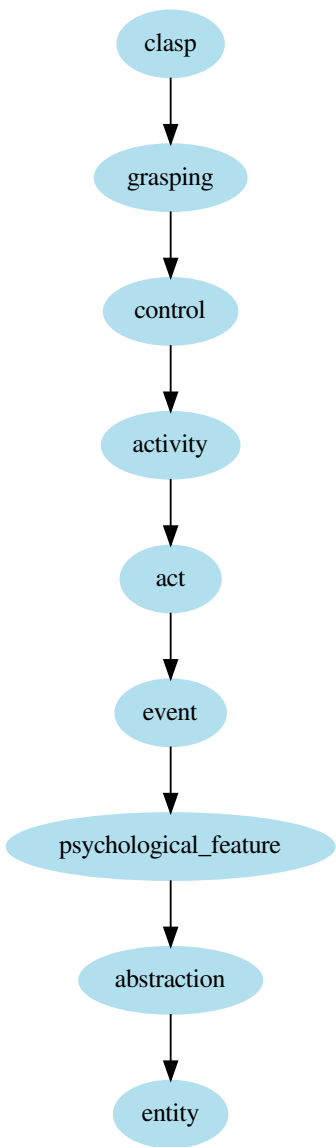 clasp
grasping
control
activity
act
event
psychological_feature
abstraction
entity